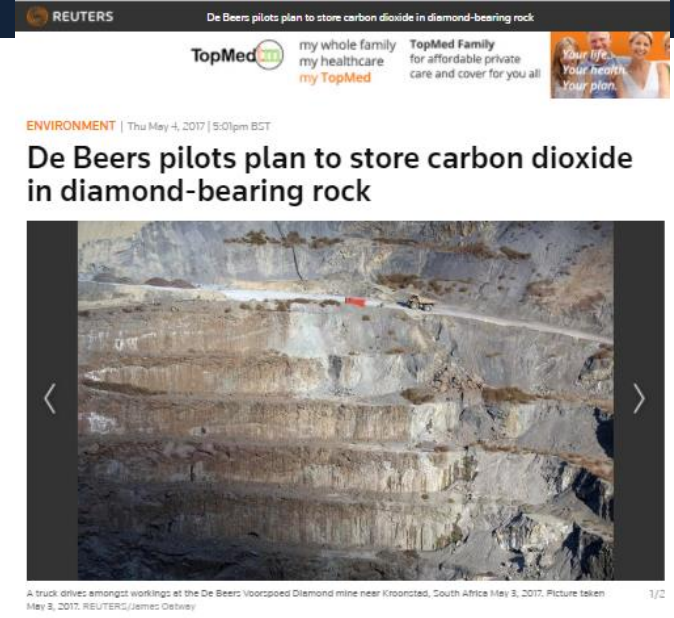 REUTERS
De Beers pilots plan to store carbon dioxide in diamond-bearing rock
TopMed
my whole family
my healthcare
my TopMed
TopMed Family
for affordable private
care and cover for you all
Your life.
Your health.
Your plan.
ENVIRONMENT | Thu May 4, 2017 | 5:01pm BST
De Beers pilots plan to store carbon dioxide
in diamond-bearing rock
A truck drives amongst workings at the De Beers Voorspoed Diamond mine near Kroonstad, South Africa May 3, 2017. Picture taken
May 3, 2017. REUTERS/James Oatway
1/2